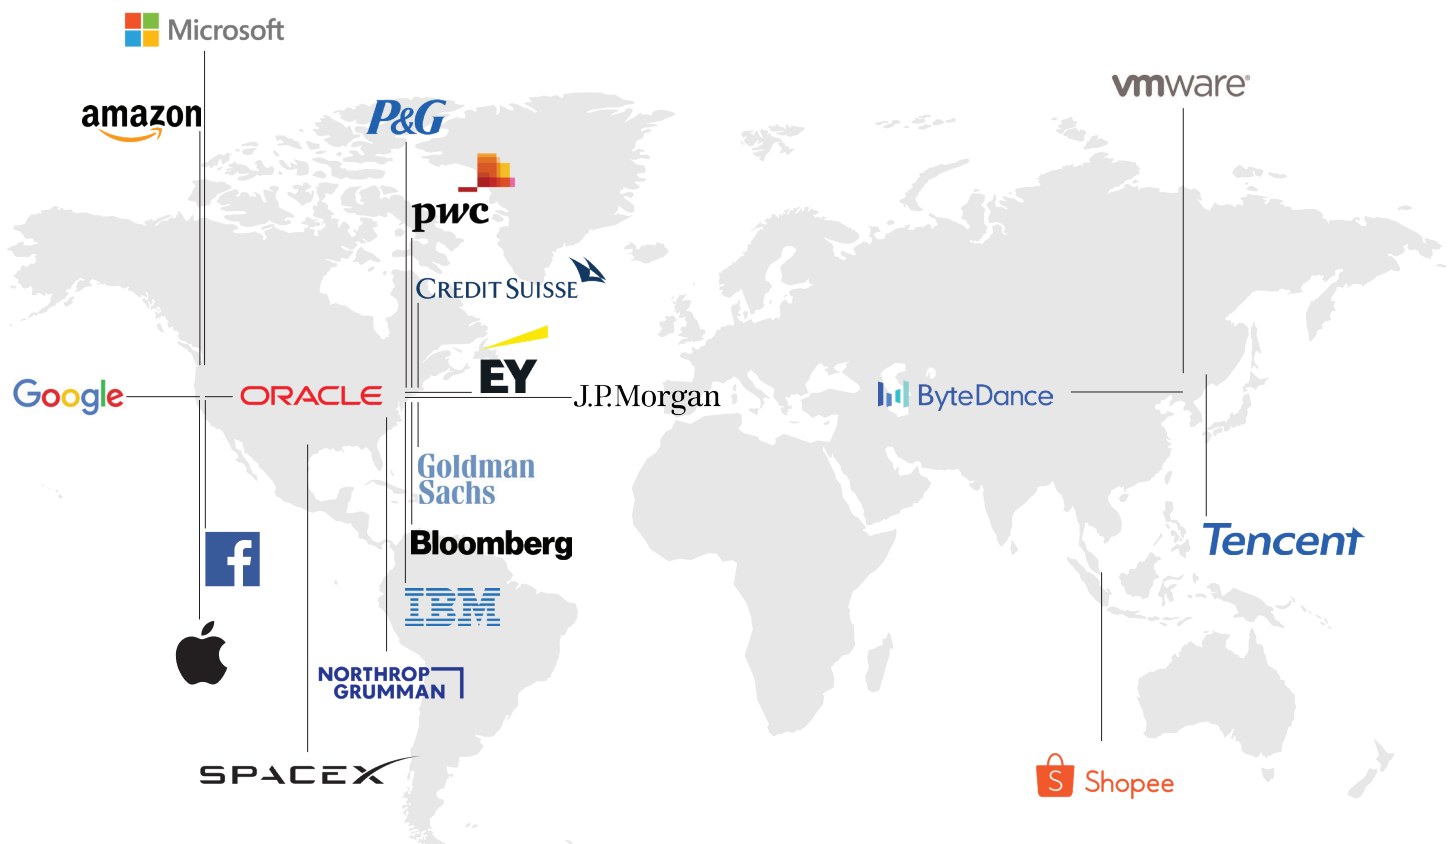 Microsoft
vmware®
amazon
P&G
pwc
CREDIT SUISSE
EY
Google
ORACLE
J.P.Morgan
ByteDance
Goldman
Sachs
Bloomberg
Tencent
f
IBM
NORTHROP
GRUMMAN
SPACEX
S
Shopee